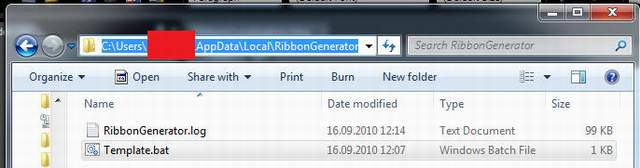 C:\Users\ AppData\Local\RibbonGenerator
Search RibbonGenerator
Organize Open Share with Print Burn New folder
Name Date modified Type Size
RibbonGenerator.log 16.09.2010 12:14 Text Document 99 KB
Template.bat 16.09.2010 12:07 Windows Batch File 1 KB